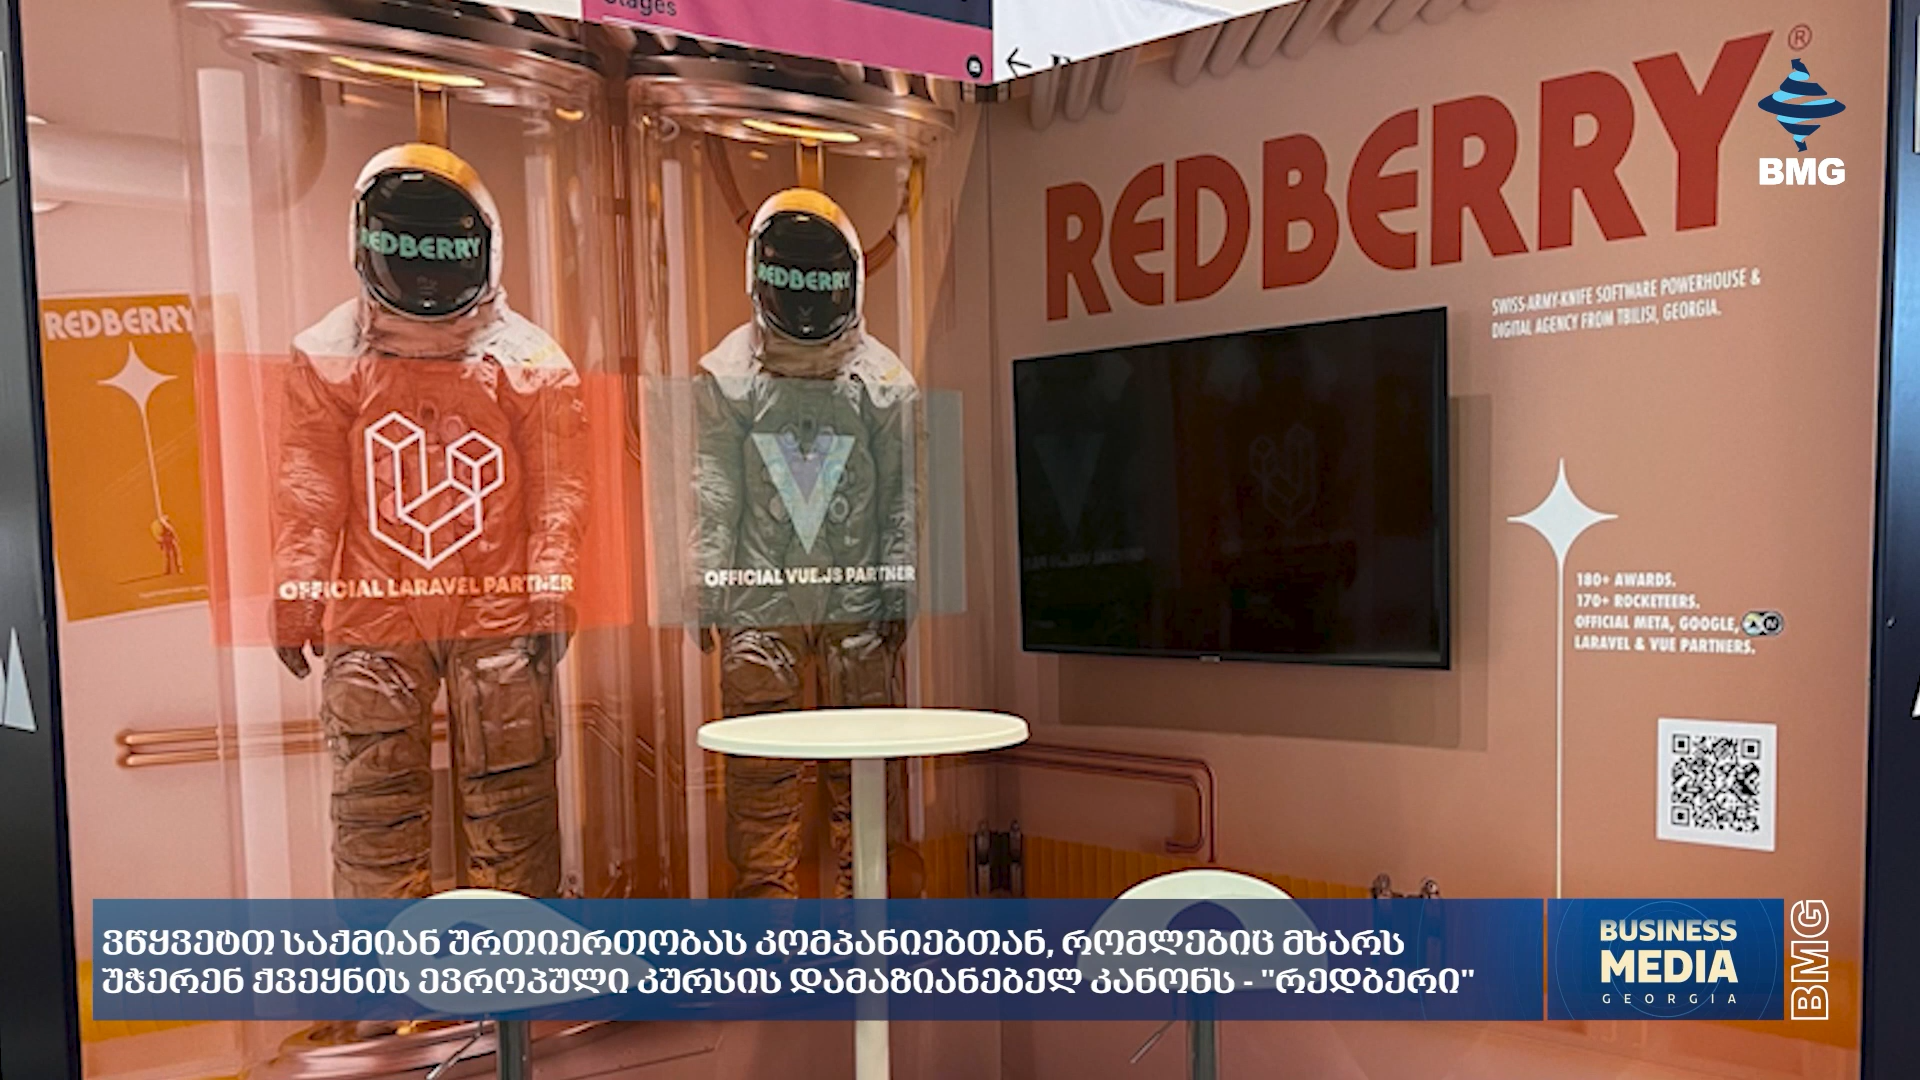 Stages
REDBERRY®
BMG
REDBERRY
REDBERRY
REDBERRY
SWISS-ARMY-KNIFE SOFTWARE POWERHOUSE &
DIGITAL AGENCY FROM TBILISI, GEORGIA.
OFFICIAL LARAVEL PARTNER
OFFICIAL VUE.JS PARTNER
180+ AWARDS.
170+ ROCKETEERS.
OFFICIAL META, GOOGLE,
LARAVEL & VUE PARTNERS.
ვწყვეტთ საქმიან ურთიერთობას კომპანიებთან, რომლებიც მხარს
უჭერენ ქვეყნის ევროპული კურსის დამაზიანებელ კანონს - "რედბერი"
BUSINESS
MEDIA
GEORGIA
BMG